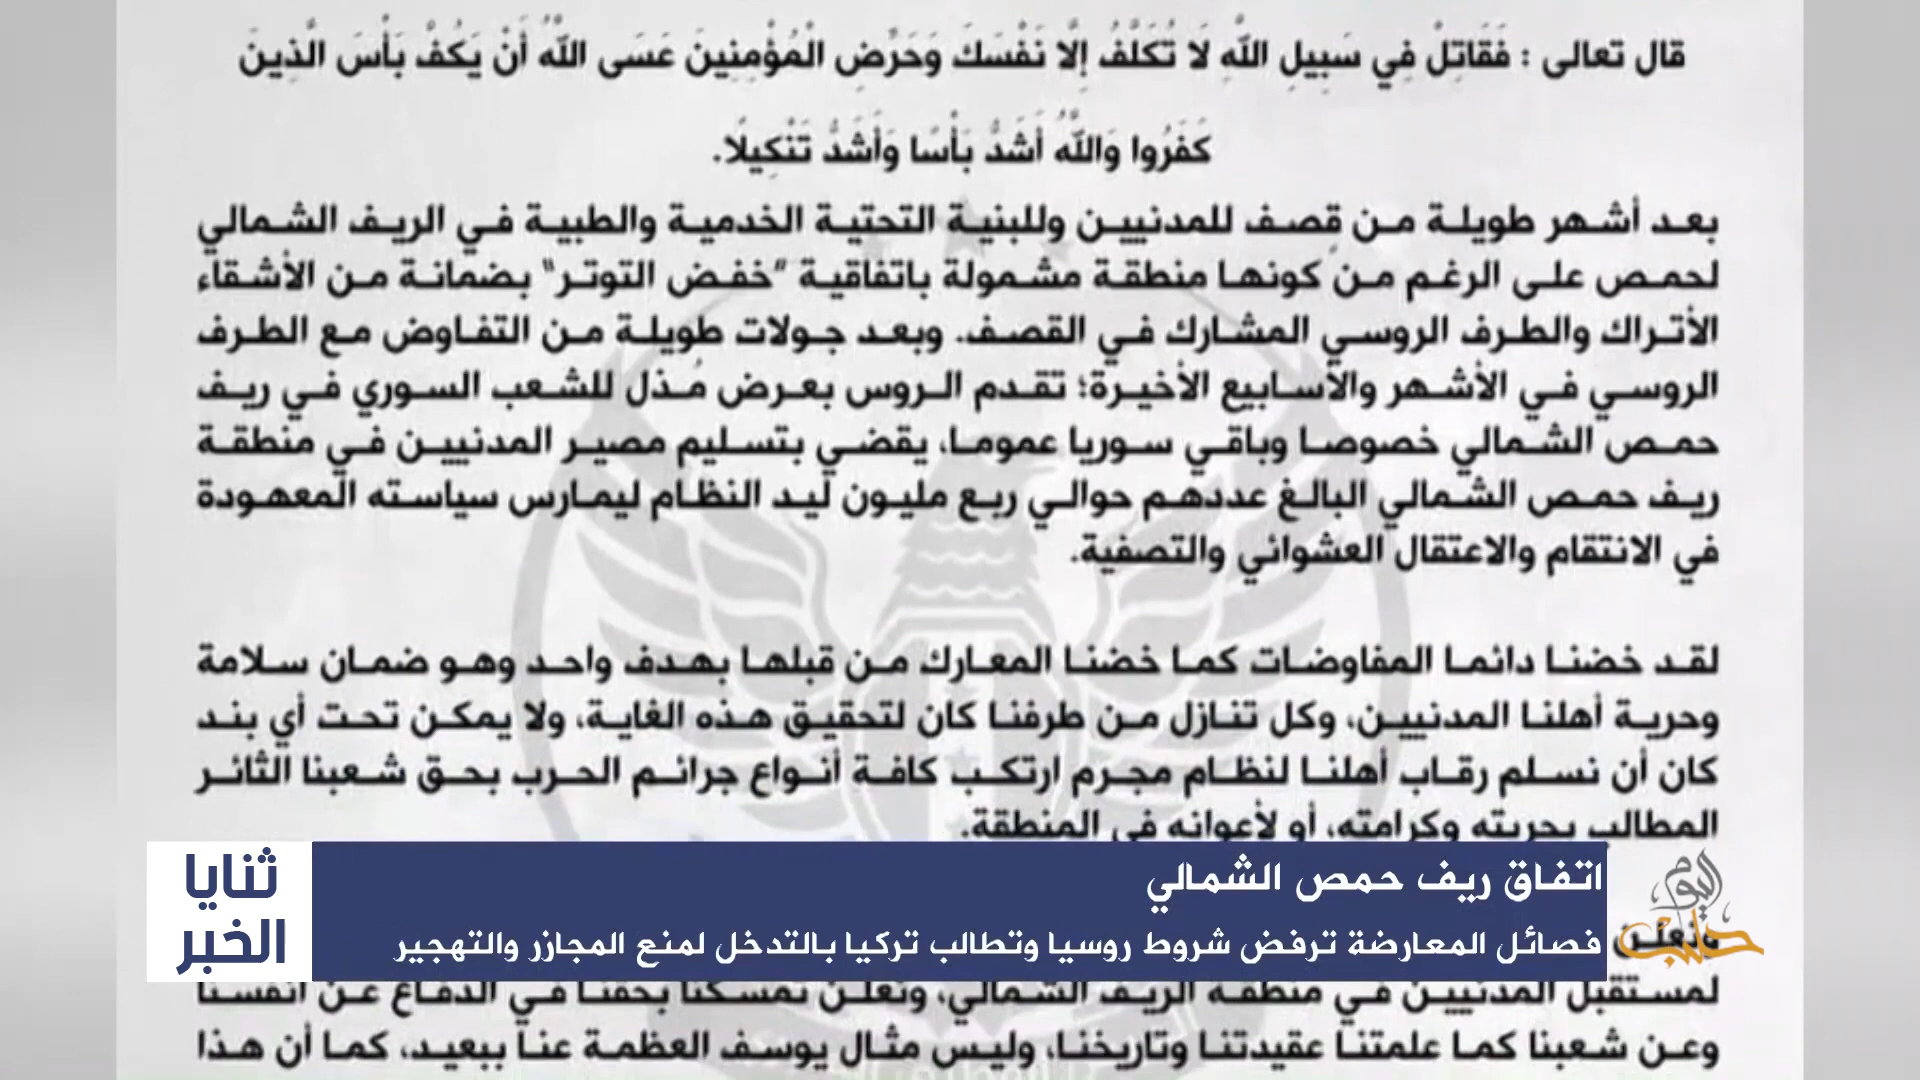 قال تعالى : فَقَاتِلْ فِي سَبِيلِ اللَّهِ لَا تُكَلَّفُ إِلَّا نَفْسَكَ وَحَرِّضِ الْمُؤْمِنِينَ عَسَى اللَّهُ أَنْ يَكُفَّ بَأْسَ الَّذِينَ
كَفَرُوا وَاللَّهُ أَشَدُّ بَأْسًا وَأَشَدُّ تَنْكِيلًا.
بعد أشهر طويلة من قصف للمدنيين وللبنية التحتية الخدمية والطبية في الريف الشمالي
لحمص على الرغم من كونها منطقة مشمولة باتفاقية "خفض التوتر" بضمانة من الأشقاء
الأتراك والطرف الروسي المشارك في القصف. وبعد جولات طويلة من التفاوض مع الطرف
الروسي في الأشهر والأسابيع الأخيرة؛ تقدم الروس بعرض مُذل للشعب السوري في ريف
حمص الشمالي خصوصا وباقي سوريا عموما، يقضي بتسليم مصير المدنيين في منطقة
ريف حمص الشمالي البالغ عددهم حوالي ربع مليون ليد النظام ليمارس سياسته المعهودة
في الانتقام والاعتقال العشوائي والتصفية.
لقد خضنا دائما المفاوضات كما خضنا المعارك من قبلها بهدف واحد وهو ضمان سلامة
وحرية أهلنا المدنيين، وكل تنازل من طرفنا كان لتحقيق هذه الغاية، ولا يمكن تحت أي بند
كان أن نسلم رقاب أهلنا لنظام مجرم ارتكب كافة أنواع جرائم الحرب بحق شعبنا الثائر
المطالب بحريته وكرامته، أو لأعوانه في المنطقة.
ونعلن
لمستقبل المدنيين في منطقة الريف الشمالي، ونعلن تمسكنا بحقنا في الدفاع عن أنفسنا
وعن شعبنا كما علمتنا عقيدتنا وتاريخنا، وليس مثال يوسف العظمة عنا ببعيد، كما أن هذا
اتفاق ريف حمص الشمالي
فصائل المعارضة ترفض شروط روسيا وتطالب تركيا بالتدخل لمنع المجازر والتهجير
ثنايا
الخبر
حلب
اليوم